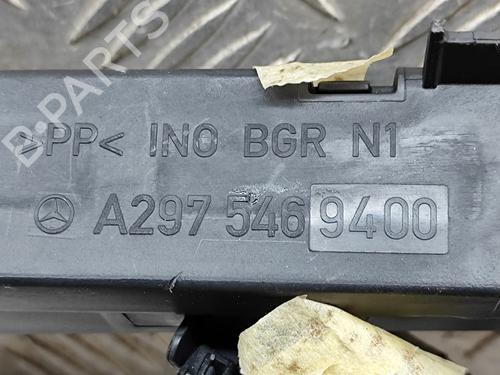 B-PARTS
>PP< INO BGR N1
A297 546 9400